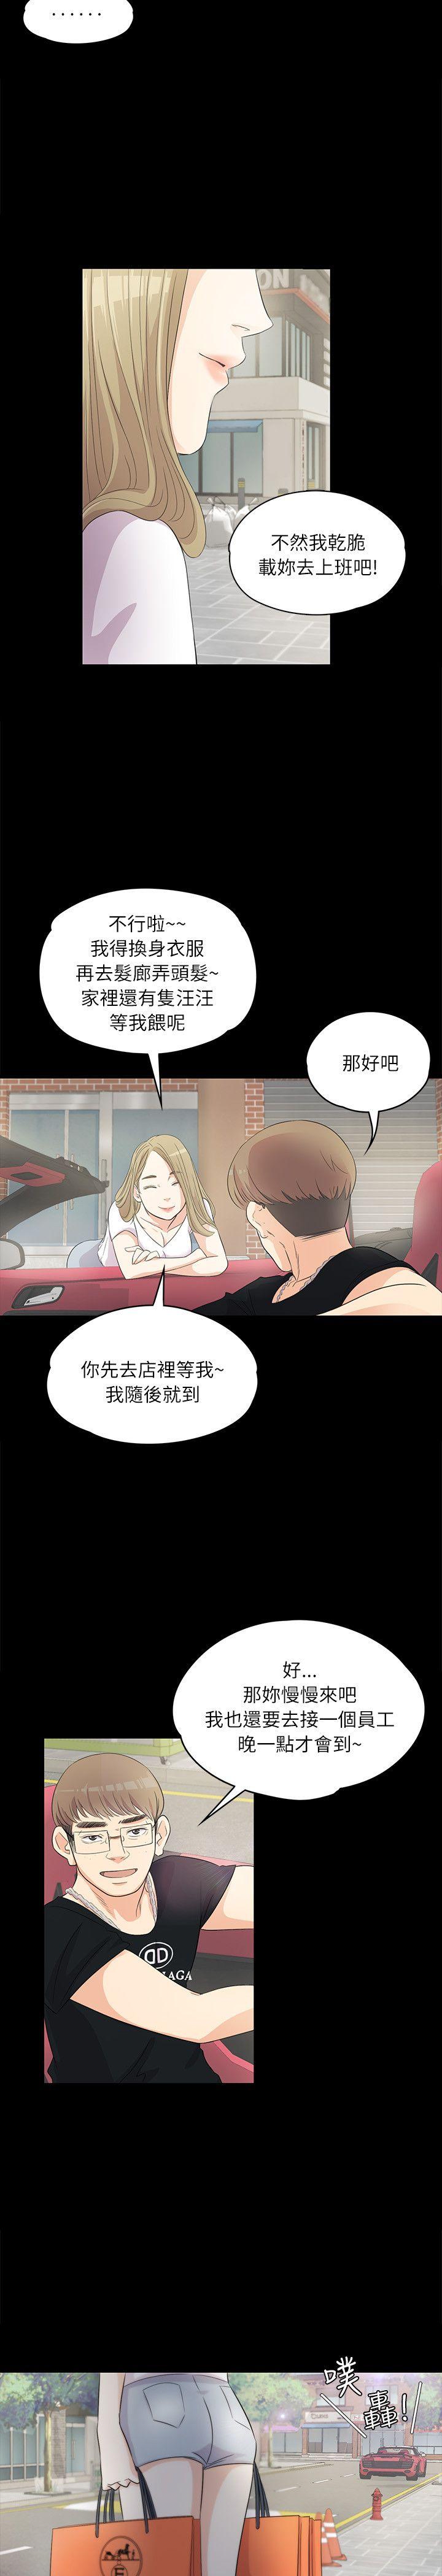 ......
ON
不然我乾脆
載妳去上班吧!
不行啦~~
我得換身衣服
再去髮廊弄頭髮~
家裡還有隻汪汪
等我餵呢
那好吧
你先去店裡等我~
我隨後就到
好...
那妳慢慢來吧
我也還要去接一個員工
晚一點才會到~
DD
NAGA
噗
轟!